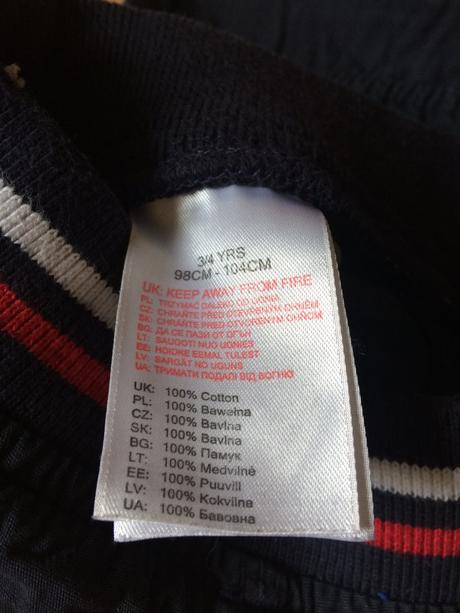 3/4 YRS
98CM - 104CM
UK: KEEP AWAY FROM FIRE
PL: TRZYMAĆ DALEKO OD OGNIA
CZ: CHRAŇTE PŘED OTEVŘENÝM OHNĚM
SK: CHRÁŇTE PRED OTVORENÝM OHŇOM
BG: ДА СЕ ПАЗИ ОТ ОГЪН
LT: SAUGOTI NUO UGNIES
EE: HOIDKE EEMAL TULEST
LV: SARGĀT NO UGUNS
UA: ТРИМАТИ ПОДАЛІ ВІД ВОГНЮ
UK: 100% Cotton
PL: 100% Bawełna
CZ: 100% Bavlna
SK: 100% Bavlna
BG: 100% Памук
LT: 100% Medvilnė
EE: 100% Puuvill
LV: 100% Kokvilna
UA: 100% Бавовна